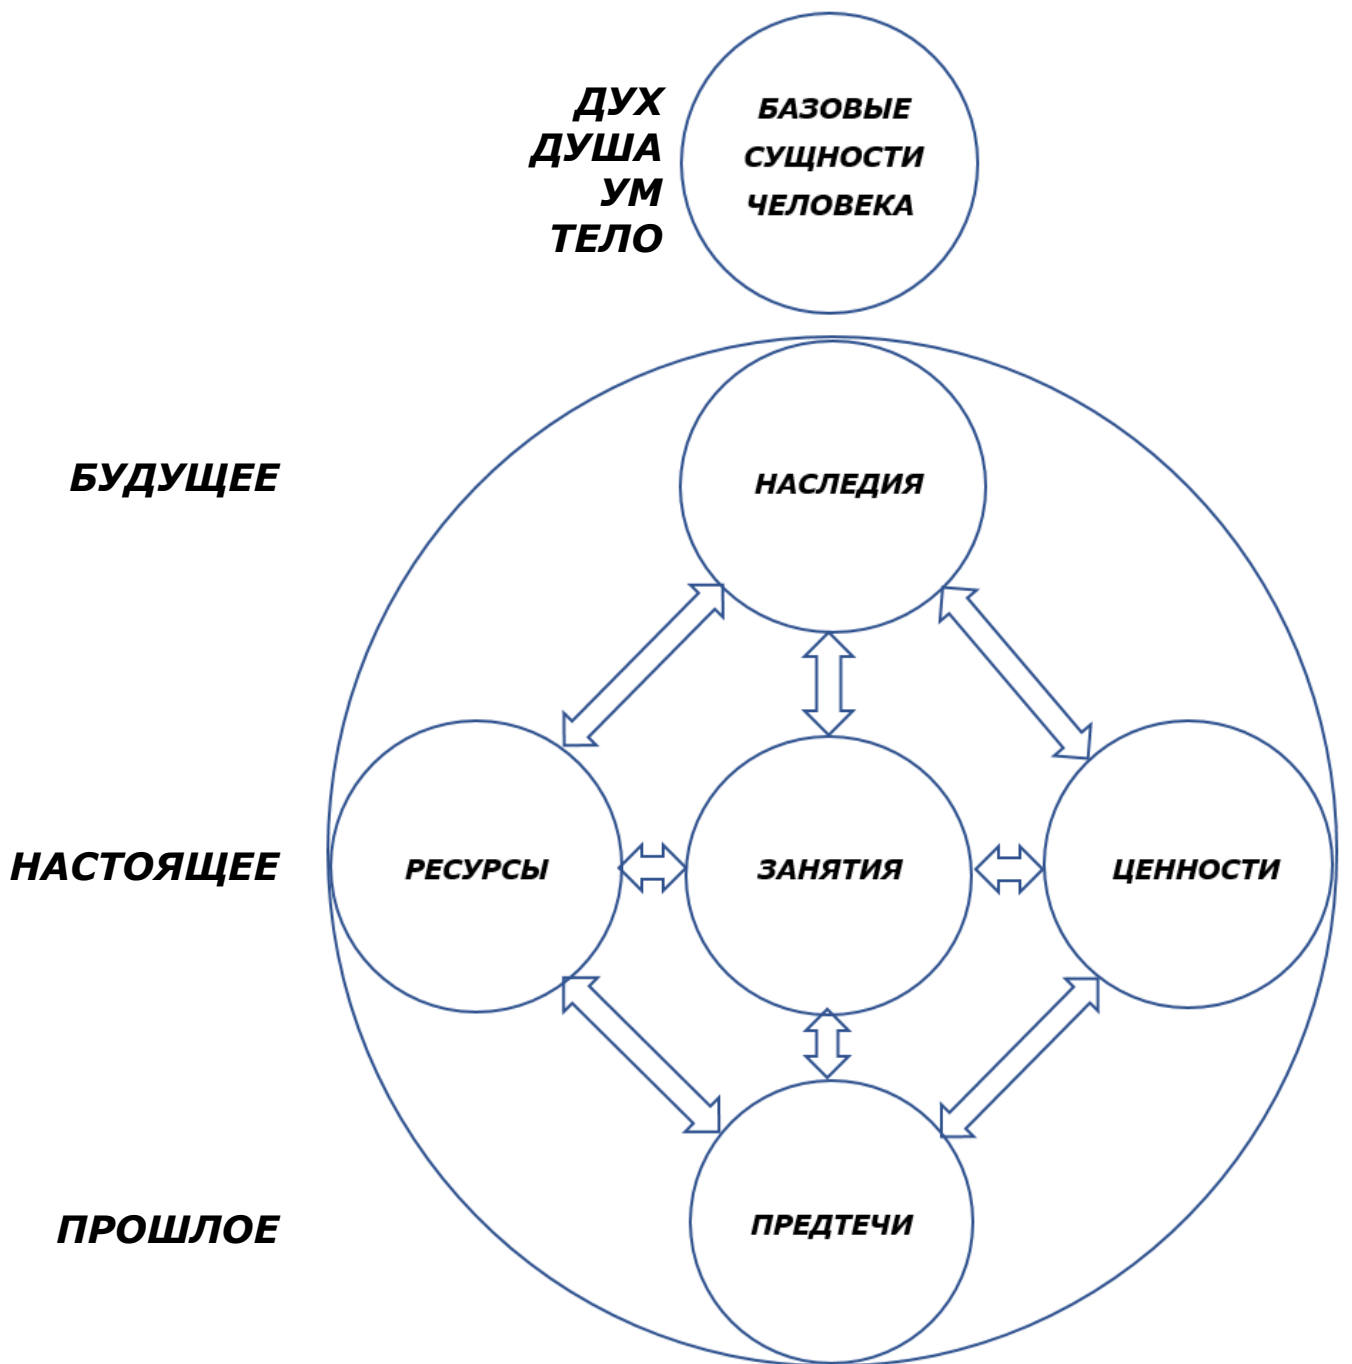 ДУХ
ДУША
УМ
ТЕЛО
БАЗОВЫЕ
СУЩНОСТИ
ЧЕЛОВЕКА
БУДУЩЕЕ
НАСЛЕДИЯ
НАСТОЯЩЕЕ
РЕСУРСЫ
ЗАНЯТИЯ
ЦЕННОСТИ
ПРОШЛОЕ
ПРЕДТЕЧИ